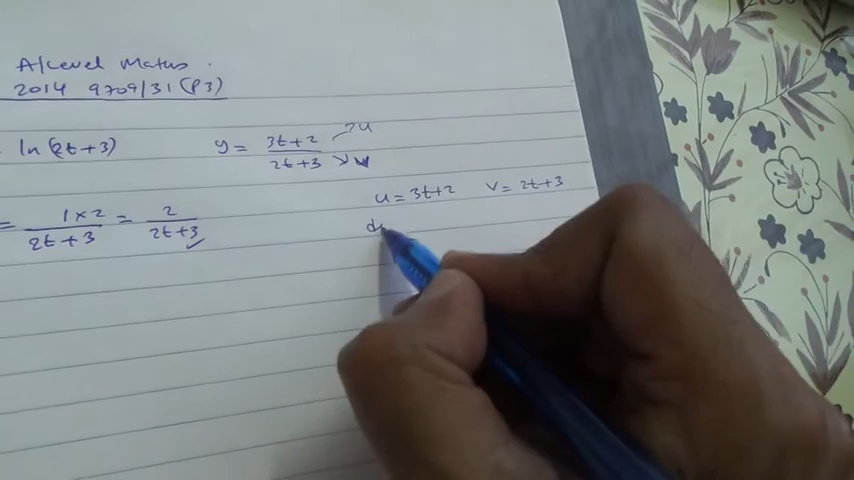 A/Level Maths.
2014 9709/31 (P3)
ln(2t+3)
y = 3t+2 / 2t+3 → u → v
= 1×2 / 2t+3 = 2 / 2t+3 ✓
u = 3t+2 v = 2t+3
du